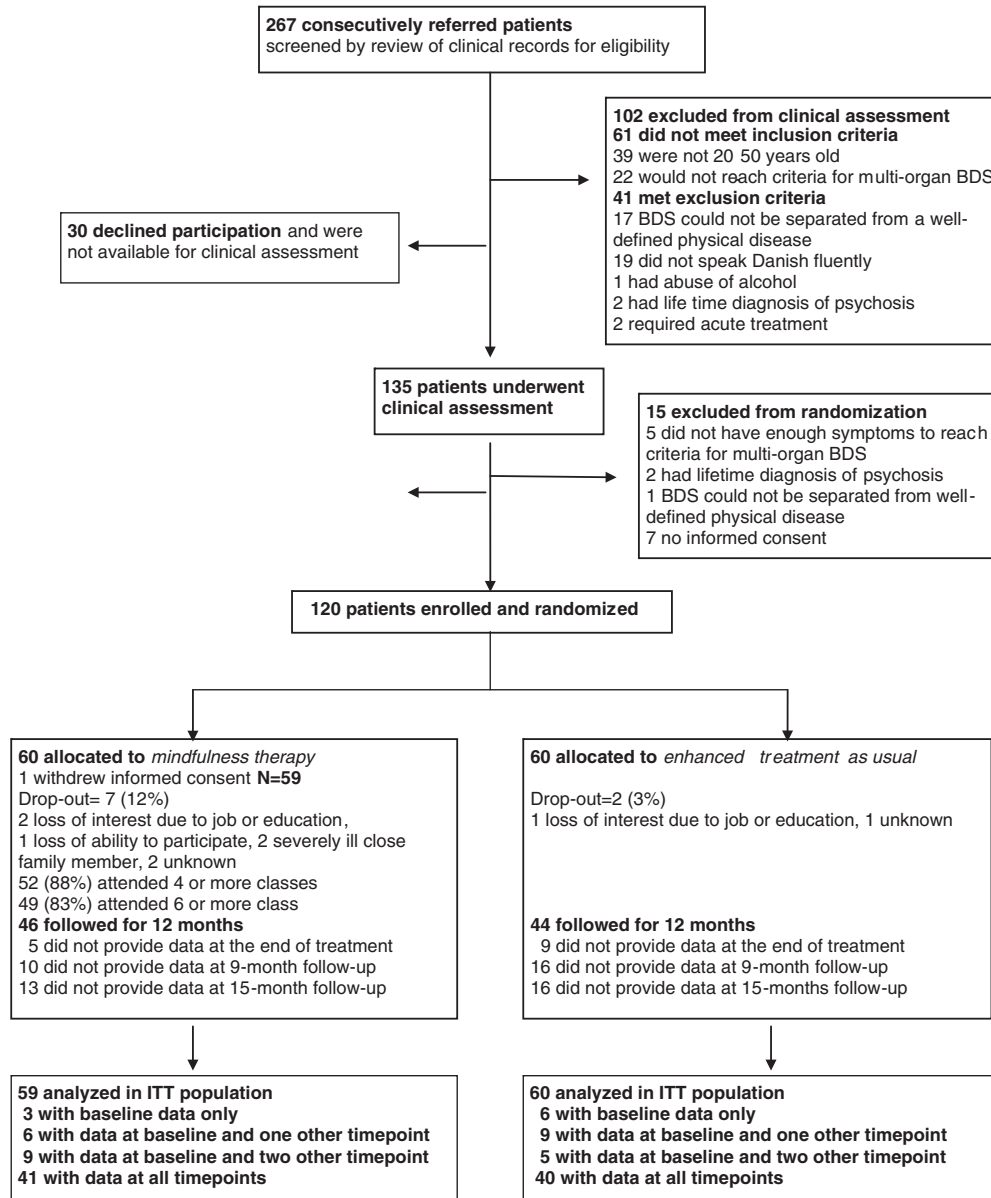 267 consecutively referred patients
screened by review of clinical records for eligibility
102 excluded from clinical assessment
61 did not meet inclusion criteria
39 were not 20 50 years old
22 would not reach criteria for multi-organ BDS
41 met exclusion criteria
17 BDS could not be separated from a well-
defined physical disease
19 did not speak Danish fluently
1 had abuse of alcohol
2 had life time diagnosis of psychosis
2 required acute treatment
30 declined participation and were
not available for clinical assessment
135 patients underwent
clinical assessment
15 excluded from randomization
5 did not have enough symptoms to reach
criteria for multi-organ BDS
2 had lifetime diagnosis of psychosis
1 BDS could not be separated from well-
defined physical disease
7 no informed consent
120 patients enrolled and randomized
60 allocated to mindfulness therapy
1 withdrew informed consent N=59
Drop-out= 7 (12%)
2 loss of interest due to job or education,
1 loss of ability to participate, 2 severely ill close
family member, 2 unknown
52 (88%) attended 4 or more classes
49 (83%) attended 6 or more class
46 followed for 12 months
5 did not provide data at the end of treatment
10 did not provide data at 9-month follow-up
13 did not provide data at 15-month follow-up
60 allocated to enhanced treatment as usual
Drop-out=2 (3%)
1 loss of interest due to job or education, 1 unknown
44 followed for 12 months
9 did not provide data at the end of treatment
16 did not provide data at 9-month follow-up
16 did not provide data at 15-months follow-up
59 analyzed in ITT population
3 with baseline data only
6 with data at baseline and one other timepoint
9 with data at baseline and two other timepoint
41 with data at all timepoints
60 analyzed in ITT population
6 with baseline data only
9 with data at baseline and one other timepoint
5 with data at baseline and two other timepoint
40 with data at all timepoints